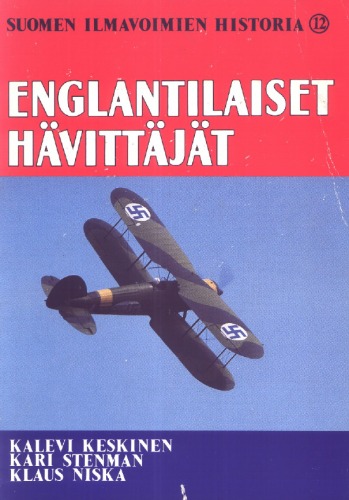 SUOMEN ILMAVOIMIEN HISTORIA 12
ENGLANTILAISET
HÄVITTÄJÄT
KALEVI KESKINEN
KARI STENMAN
KLAUS NISKA